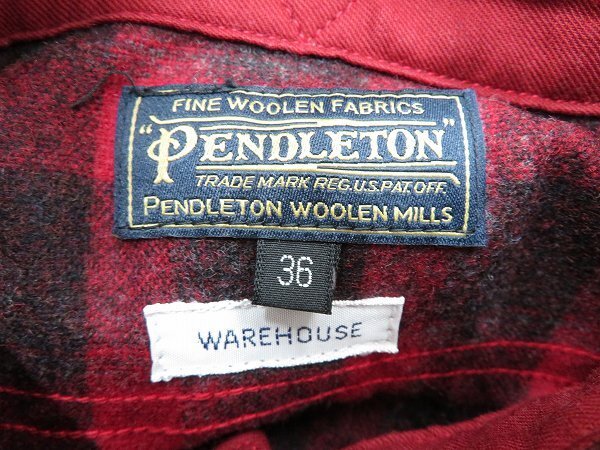 FINE WOOLEN FABRICS
"PENDLETON"
TRADE MARK REG.U.S.PAT.OFF.
PENDLETON WOOLEN MILLS
36
WAREHOUSE